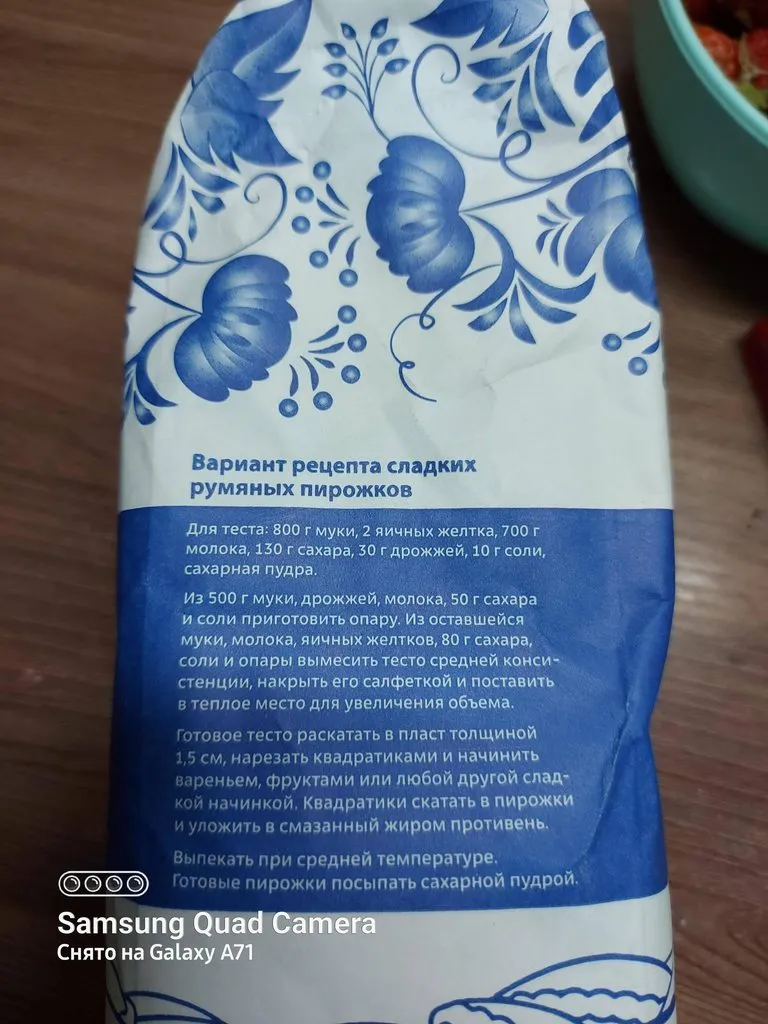 Вариант рецепта сладких
румяных пирожков
Для теста: 800 г муки, 2 яичных желтка, 700 г
молока, 130 г сахара, 30 г дрожжей, 10 г соли,
сахарная пудра.
Из 500 г муки, дрожжей, молока, 50 г сахара
и соли приготовить опару. Из оставшейся
муки, молока, яичных желтков, 80 г сахара,
соли и опары вымесить тесто средней конси-
стенции, накрыть его салфеткой и поставить
в теплое место для увеличения объема.
Готовое тесто раскатать в пласт толщиной
1,5 см, нарезать квадратиками и начинить
вареньем, фруктами или любой другой слад-
кой начинкой. Квадратики скатать в пирожки
и уложить в смазанный жиром противень.
Выпекать при средней температуре.
Готовые пирожки посыпать сахарной пудрой.
Samsung Quad Camera
Снято на Galaxy A71